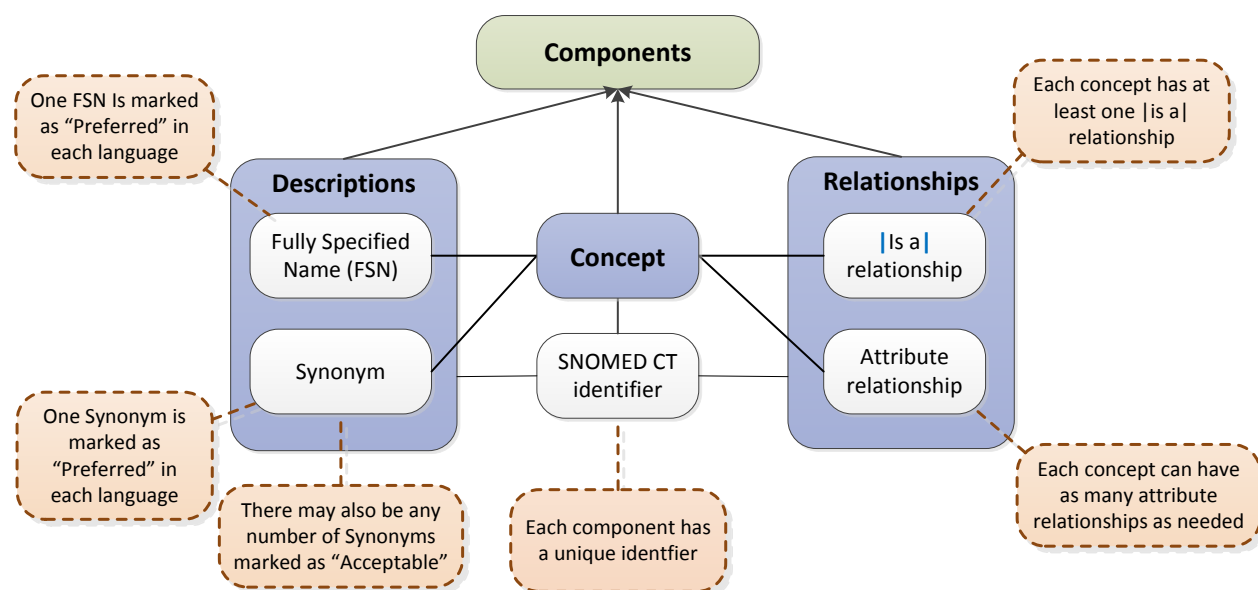 Components
One FSN Is marked
as “Preferred” in
each language
Each concept has at
least one |is a|
relationship
Descriptions
Fully Specified
Name (FSN)
Synonym
Concept
SNOMED CT
identifier
Relationships
|Is a|
relationship
Attribute
relationship
One Synonym is
marked as
“Preferred” in
each language
There may also be any
number of Synonyms
marked as “Acceptable”
Each component has
a unique identfier
Each concept can have
as many attribute
relationships as needed